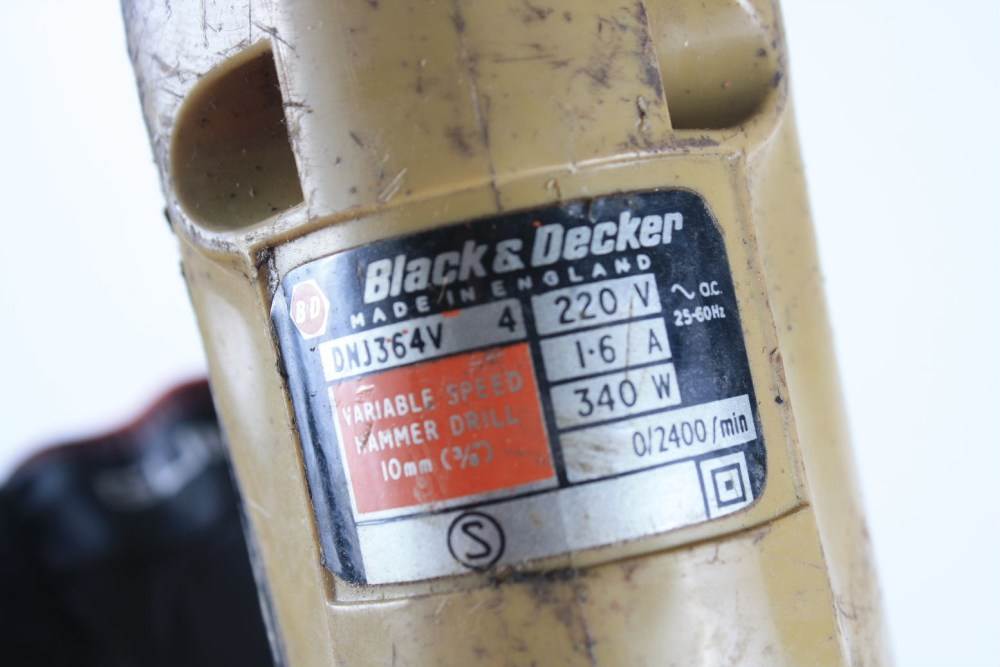 Black & Decker
MADE IN ENGLAND
B D
DNJ364V 4
220 V
~ O.C.
25-60Hz
1·6 A
340 W
VARIABLE SPEED
HAMMER DRILL
10mm (3/8")
0/2400/min
S